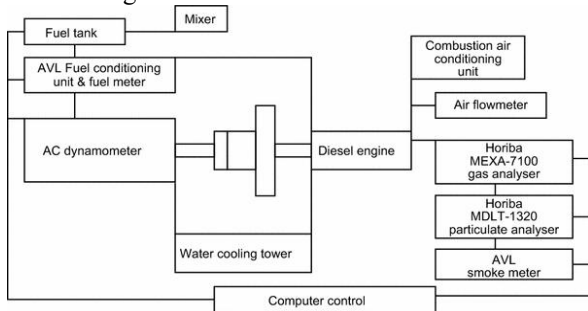 Mixer
Fuel tank
AVL Fuel conditioning
unit & fuel meter
Combustion air
conditioning
unit
Air flowmeter
AC dynamometer
Diesel engine
Horiba
MEXA-7100
gas analyser
Horiba
MDLT-1320
particulate analyser
Water cooling tower
AVL
smoke meter
Computer control